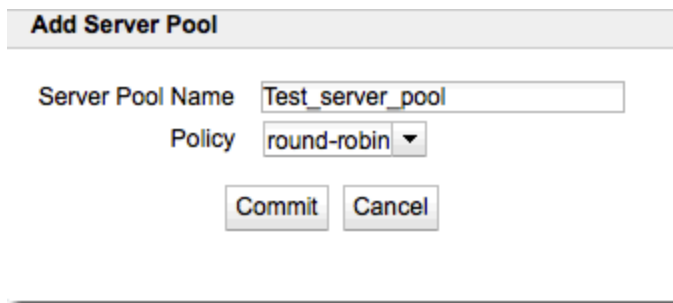 Add Server Pool
Server Pool Name Test_server_pool
Policy round-robin
Commit Cancel